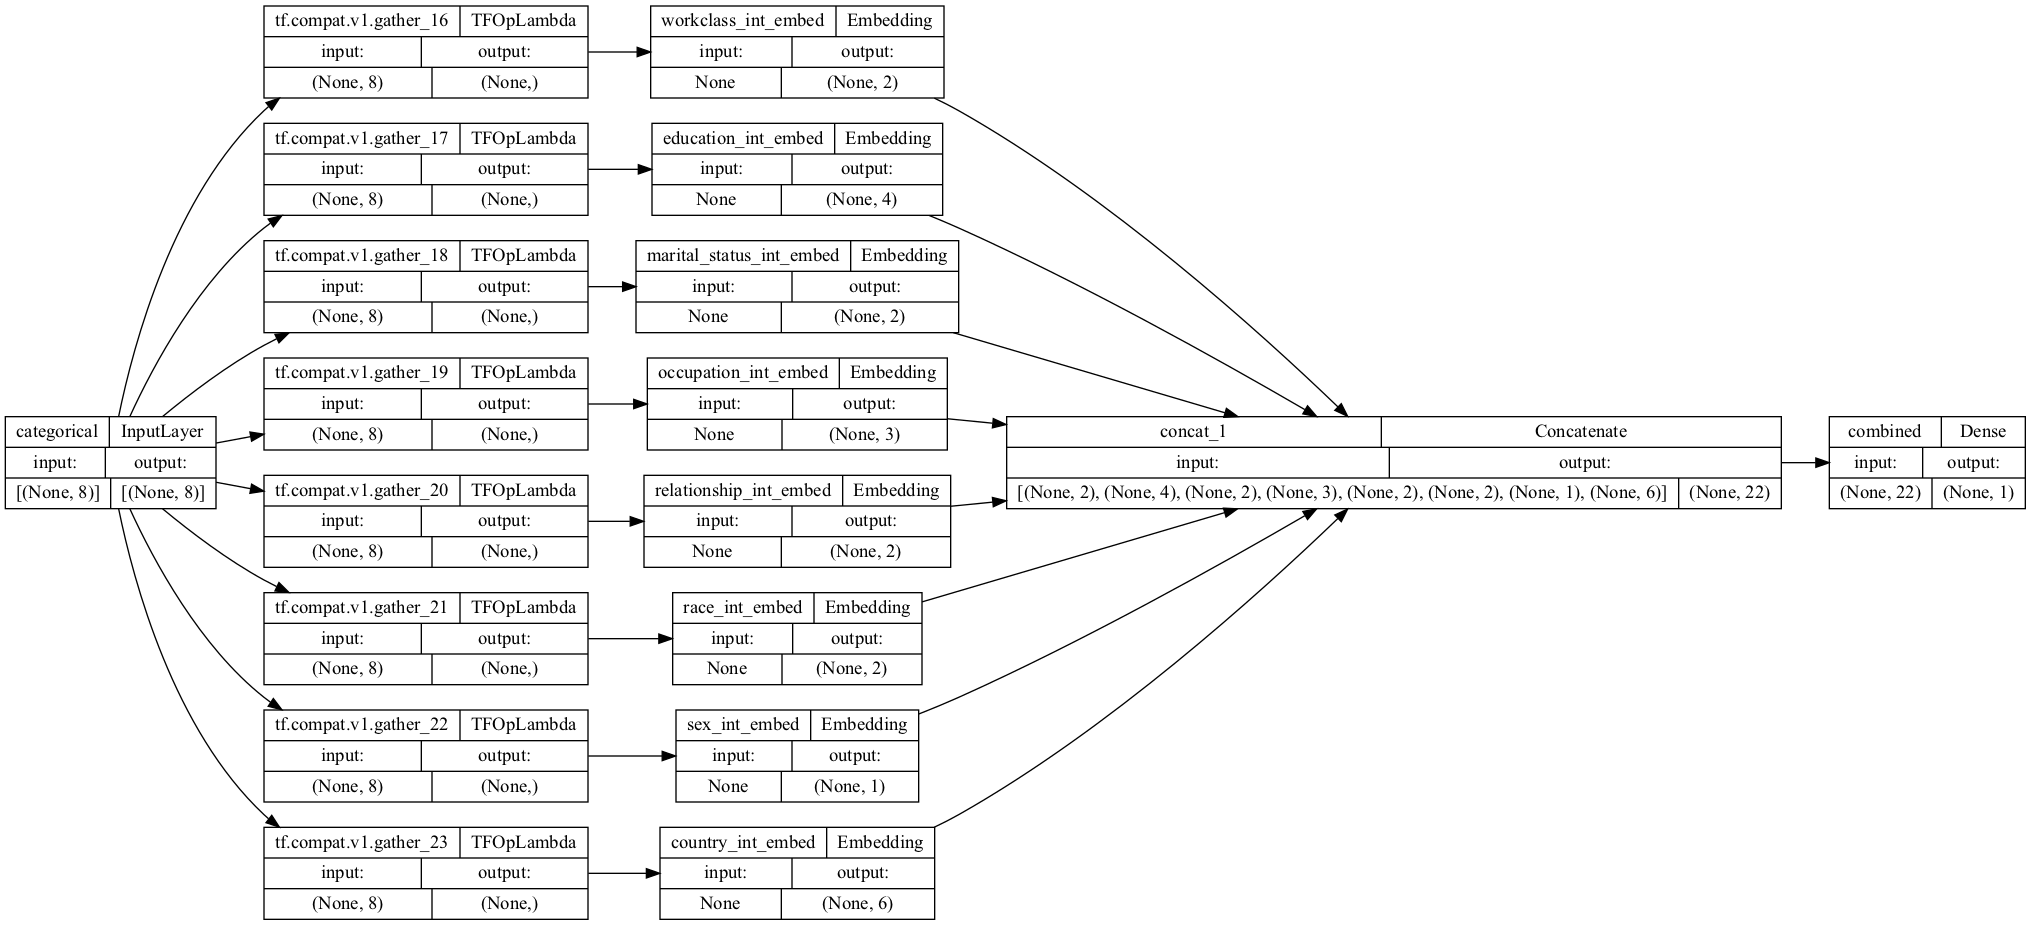 tf.compat.v1.gather_16 TFOpLambda
input: output:
(None, 8) (None,)
workclass_int_embed Embedding
input: output:
None (None, 2)
tf.compat.v1.gather_17 TFOpLambda
input: output:
(None, 8) (None,)
education_int_embed Embedding
input: output:
None (None, 4)
tf.compat.v1.gather_18 TFOpLambda
input: output:
(None, 8) (None,)
marital_status_int_embed Embedding
input: output:
None (None, 2)
tf.compat.v1.gather_19 TFOpLambda
input: output:
(None, 8) (None,)
occupation_int_embed Embedding
input: output:
None (None, 3)
categorical InputLayer
input: output:
[(None, 8)] [(None, 8)]
concat_1 Concatenate
input: output:
[(None, 2), (None, 4), (None, 2), (None, 3), (None, 2), (None, 2), (None, 1), (None, 6)] (None, 22)
combined Dense
input: output:
(None, 22) (None, 1)
tf.compat.v1.gather_20 TFOpLambda
input: output:
(None, 8) (None,)
relationship_int_embed Embedding
input: output:
None (None, 2)
tf.compat.v1.gather_21 TFOpLambda
input: output:
(None, 8) (None,)
race_int_embed Embedding
input: output:
None (None, 2)
tf.compat.v1.gather_22 TFOpLambda
input: output:
(None, 8) (None,)
sex_int_embed Embedding
input: output:
None (None, 1)
tf.compat.v1.gather_23 TFOpLambda
input: output:
(None, 8) (None,)
country_int_embed Embedding
input: output:
None (None, 6)